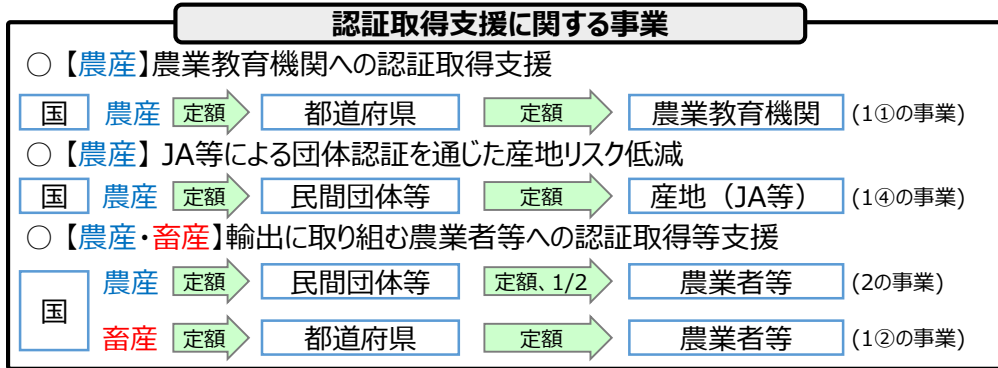 認証取得支援に関する事業
○【農産】農業教育機関への認証取得支援
国 農産 定額 都道府県 定額 農業教育機関 (1①の事業)
○【農産】JA等による団体認証を通じた産地リスク低減
国 農産 定額 民間団体等 定額 産地（JA等） (1④の事業)
○【農産・畜産】輸出に取り組む農業者等への認証取得等支援
農産 定額 民間団体等 定額、1/2 農業者等 (2の事業)
国
畜産 定額 都道府県 定額 農業者等 (1②の事業)